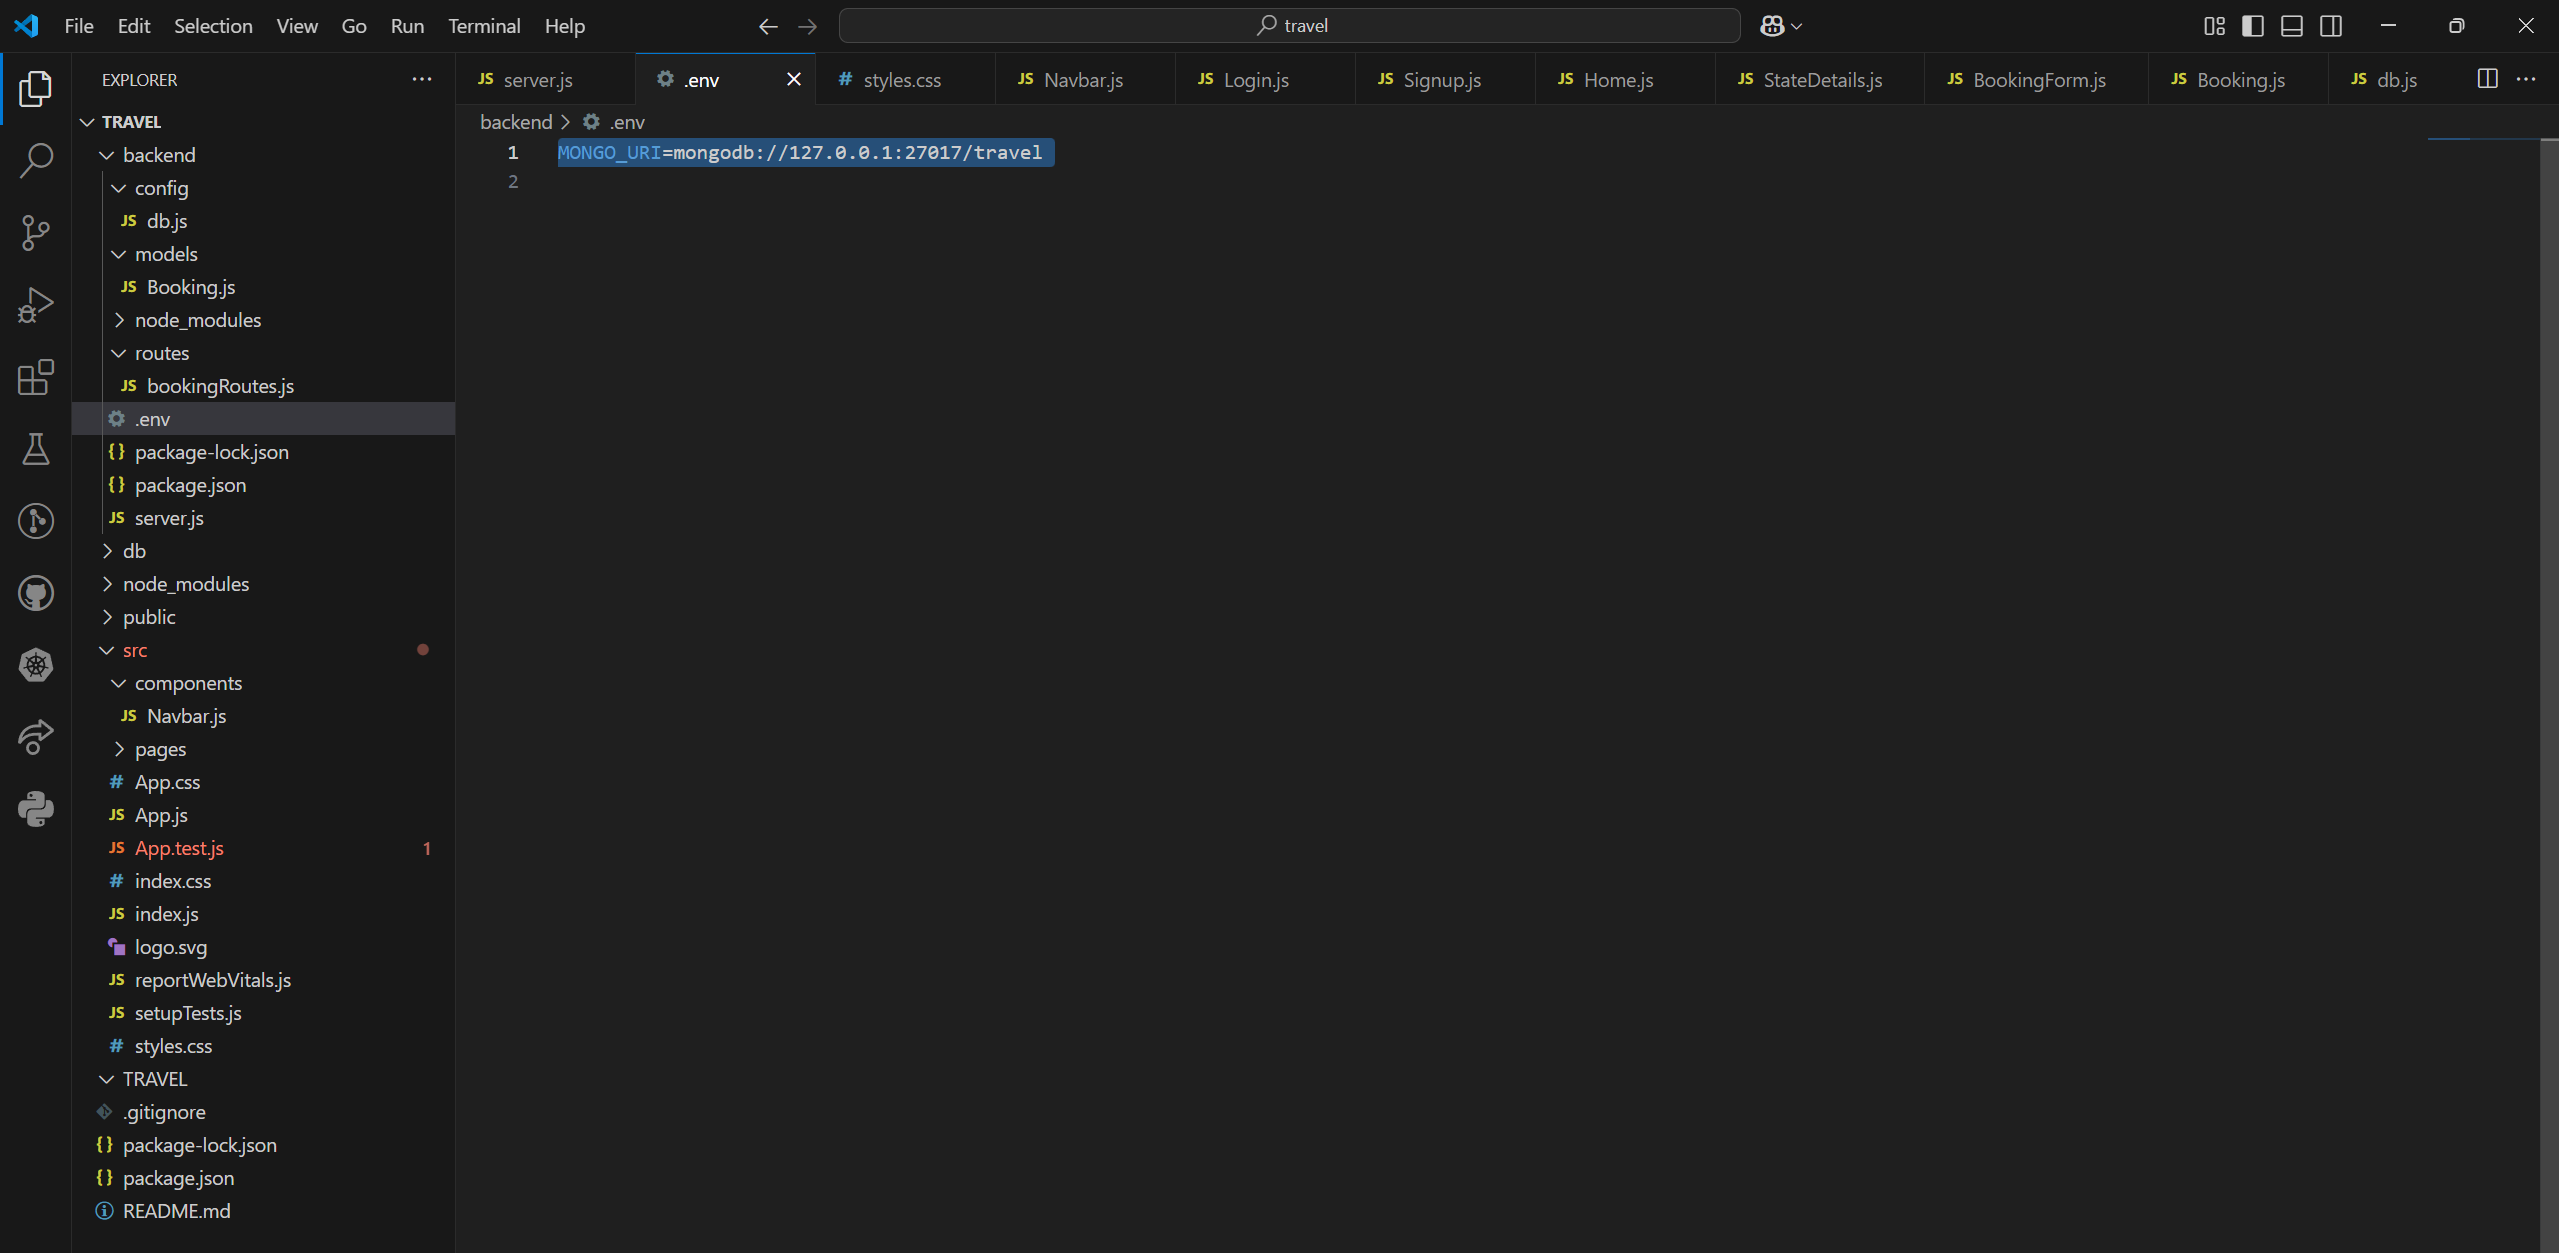 File Edit Selection View Go Run Terminal Help
travel
EXPLORER
TRAVEL
backend
config
JS db.js
models
JS Booking.js
node_modules
routes
JS bookingRoutes.js
.env
{} package-lock.json
{} package.json
JS server.js
db
node_modules
public
src
components
JS Navbar.js
pages
# App.css
JS App.js
JS App.test.js 1
# index.css
JS index.js
logo.svg
JS reportWebVitals.js
JS setupTests.js
# styles.css
TRAVEL
.gitignore
{} package-lock.json
{} package.json
README.md
JS server.js .env # styles.css JS Navbar.js JS Login.js JS Signup.js JS Home.js JS StateDetails.js JS BookingForm.js JS Booking.js JS db.js
backend > .env
1 MONGO_URI=mongodb://127.0.0.1:27017/travel
2